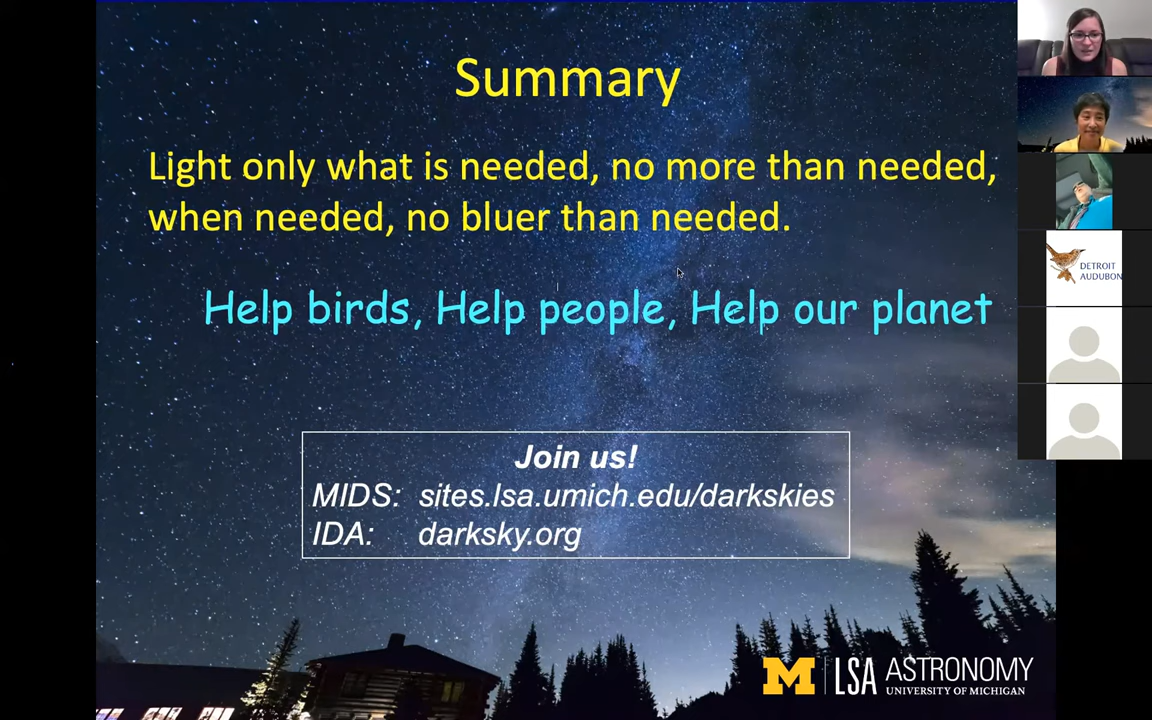 Summary
Light only what is needed, no more than needed,
when needed, no bluer than needed.
Help birds, Help people, Help our planet
Join us!
MIDS: sites.lsa.umich.edu/darkskies
IDA: darksky.org
M LSA ASTRONOMY
UNIVERSITY OF MICHIGAN
DETROIT
AUDUBON